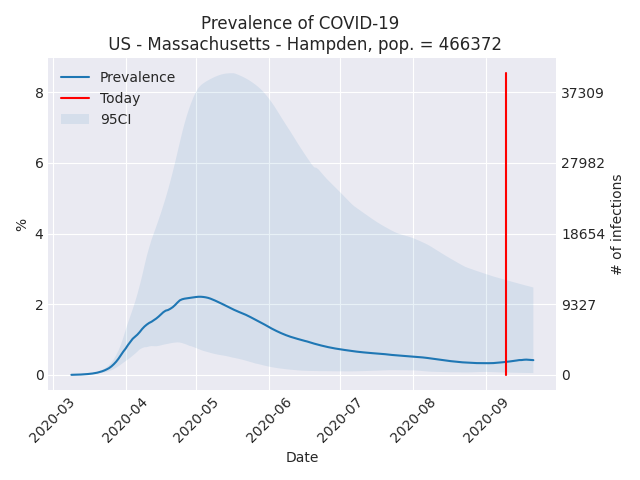 Prevalence of COVID-19
US - Massachusetts - Hampden, pop. = 466372
Prevalence
Today
95CI
8
6
4
2
0
%
37309
27982
18654
9327
0
# of infections
2020-03
2020-04
2020-05
2020-06
2020-07
2020-08
2020-09
Date